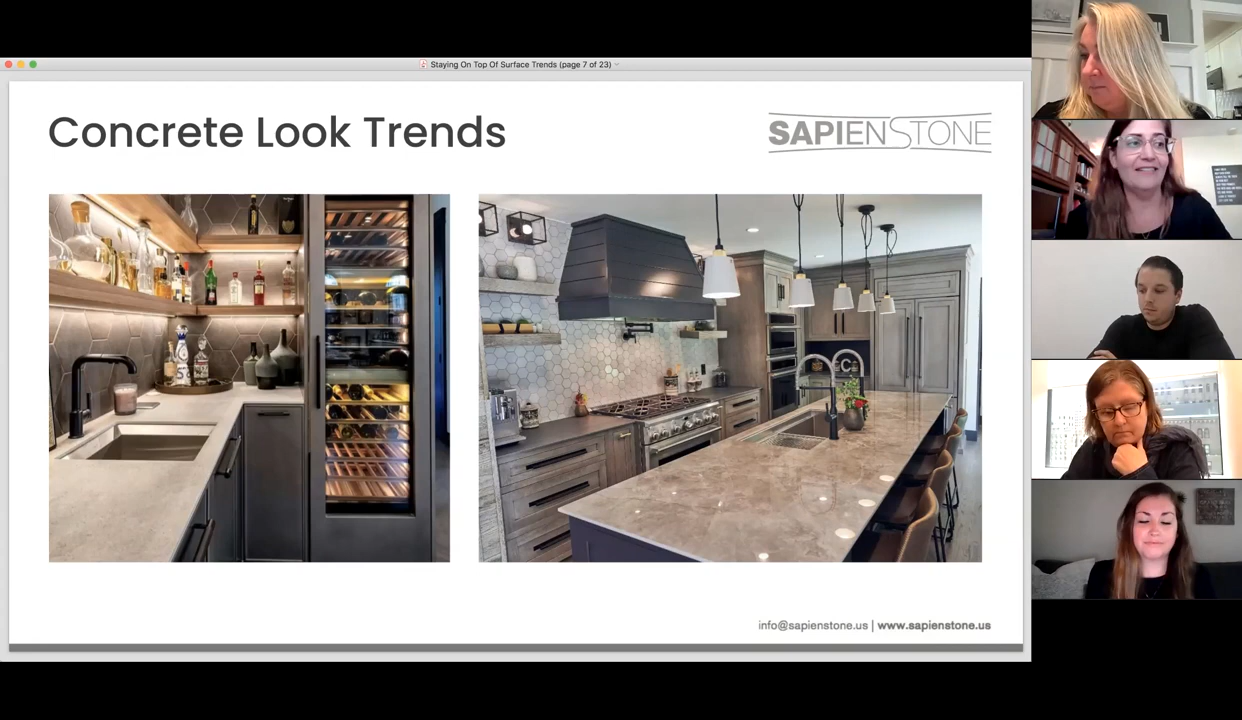 Staying On Top Of Surface Trends (page 7 of 23)
Concrete Look Trends
SAPIENSTONE
info@sapienstone.us | www.sapienstone.us